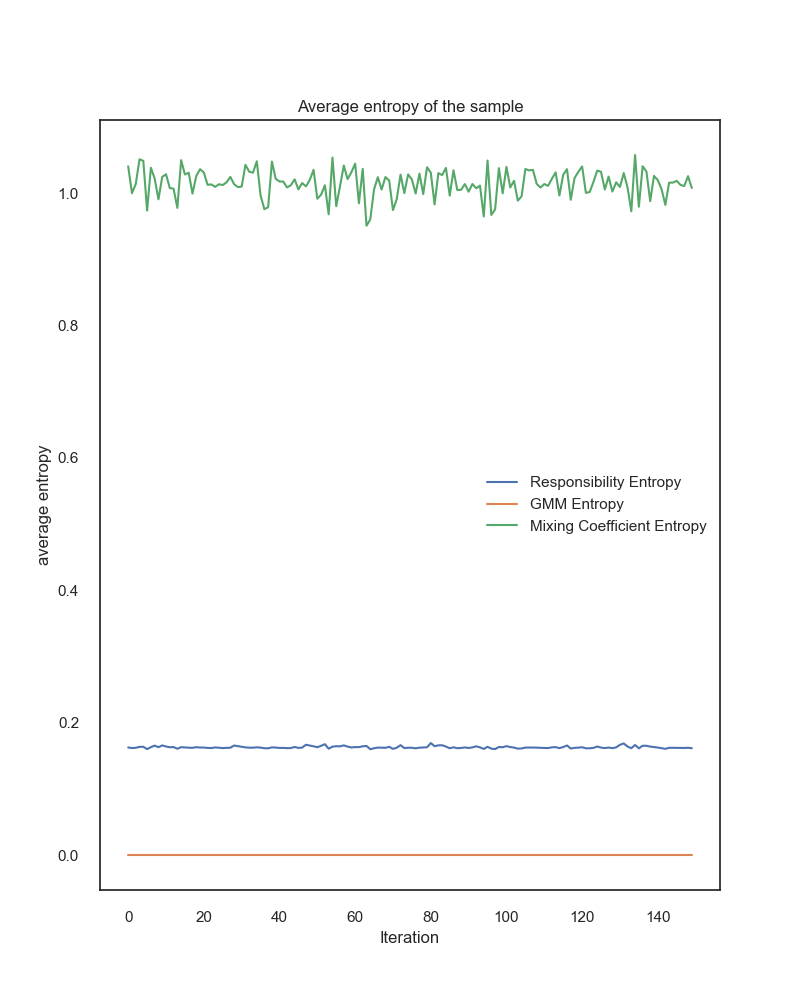 Average entropy of the sample
1.0
0.8
0.6
0.4
0.2
0.0
average entropy
Responsibility Entropy
GMM Entropy
Mixing Coefficient Entropy
0 20 40 60 80 100 120 140
Iteration